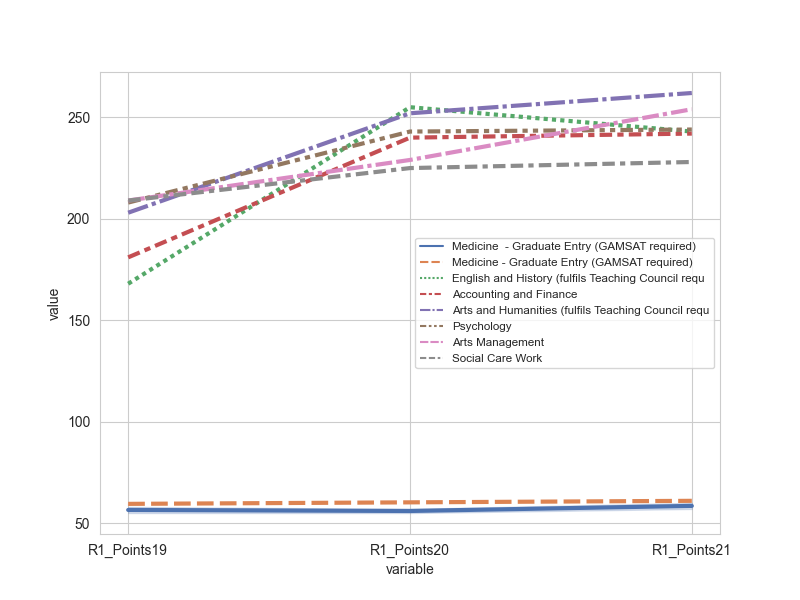 250
200
150
100
50
value
Medicine  - Graduate Entry (GAMSAT required)
Medicine - Graduate Entry (GAMSAT required)
English and History (fulfils Teaching Council requ
Accounting and Finance
Arts and Humanities (fulfils Teaching Council requ
Psychology
Arts Management
Social Care Work
R1_Points19 R1_Points20 R1_Points21
variable